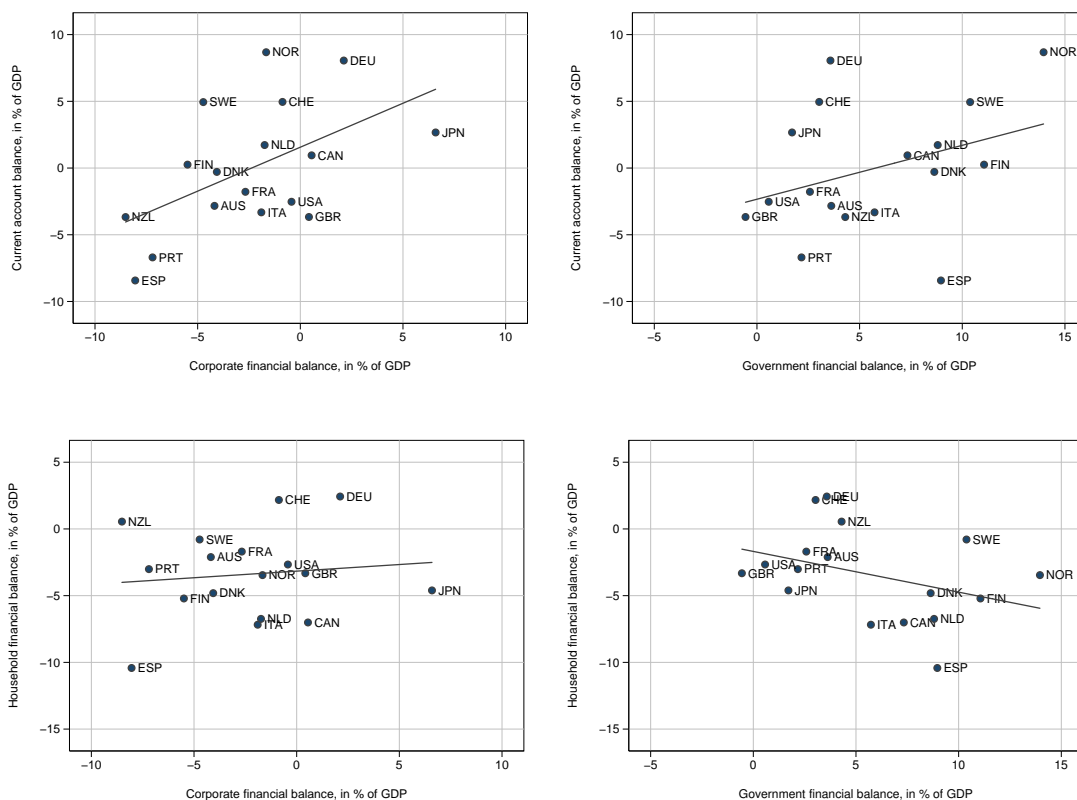 Current account balance, in % of GDP
10
5
0
−5
−10
NOR
DEU
SWE
CHE
JPN
NLD
CAN
FIN
DNK
FRA
USA
AUS
ITA
GBR
NZL
PRT
ESP
−10
−5
0
5
10
Corporate financial balance, in % of GDP
Current account balance, in % of GDP
10
5
0
−5
−10
NOR
DEU
CHE
SWE
JPN
NLD
CAN
FIN
DNK
FRA
USA
AUS
ITA
GBR
NZL
PRT
ESP
−5
0
5
10
15
Government financial balance, in % of GDP
Household financial balance, in % of GDP
5
0
−5
−10
−15
DEU
CHE
NZL
SWE
FRA
AUS
USA
PRT
GBR
NOR
JPN
DNK
FIN
NLD
CAN
ITA
ESP
−10
−5
0
5
10
Corporate financial balance, in % of GDP
Household financial balance, in % of GDP
5
0
−5
−10
−15
DEU
CHE
NZL
SWE
FRA
AUS
USA
PRT
GBR
NOR
JPN
DNK
FIN
NLD
CAN
ITA
ESP
−5
0
5
10
15
Government financial balance, in % of GDP